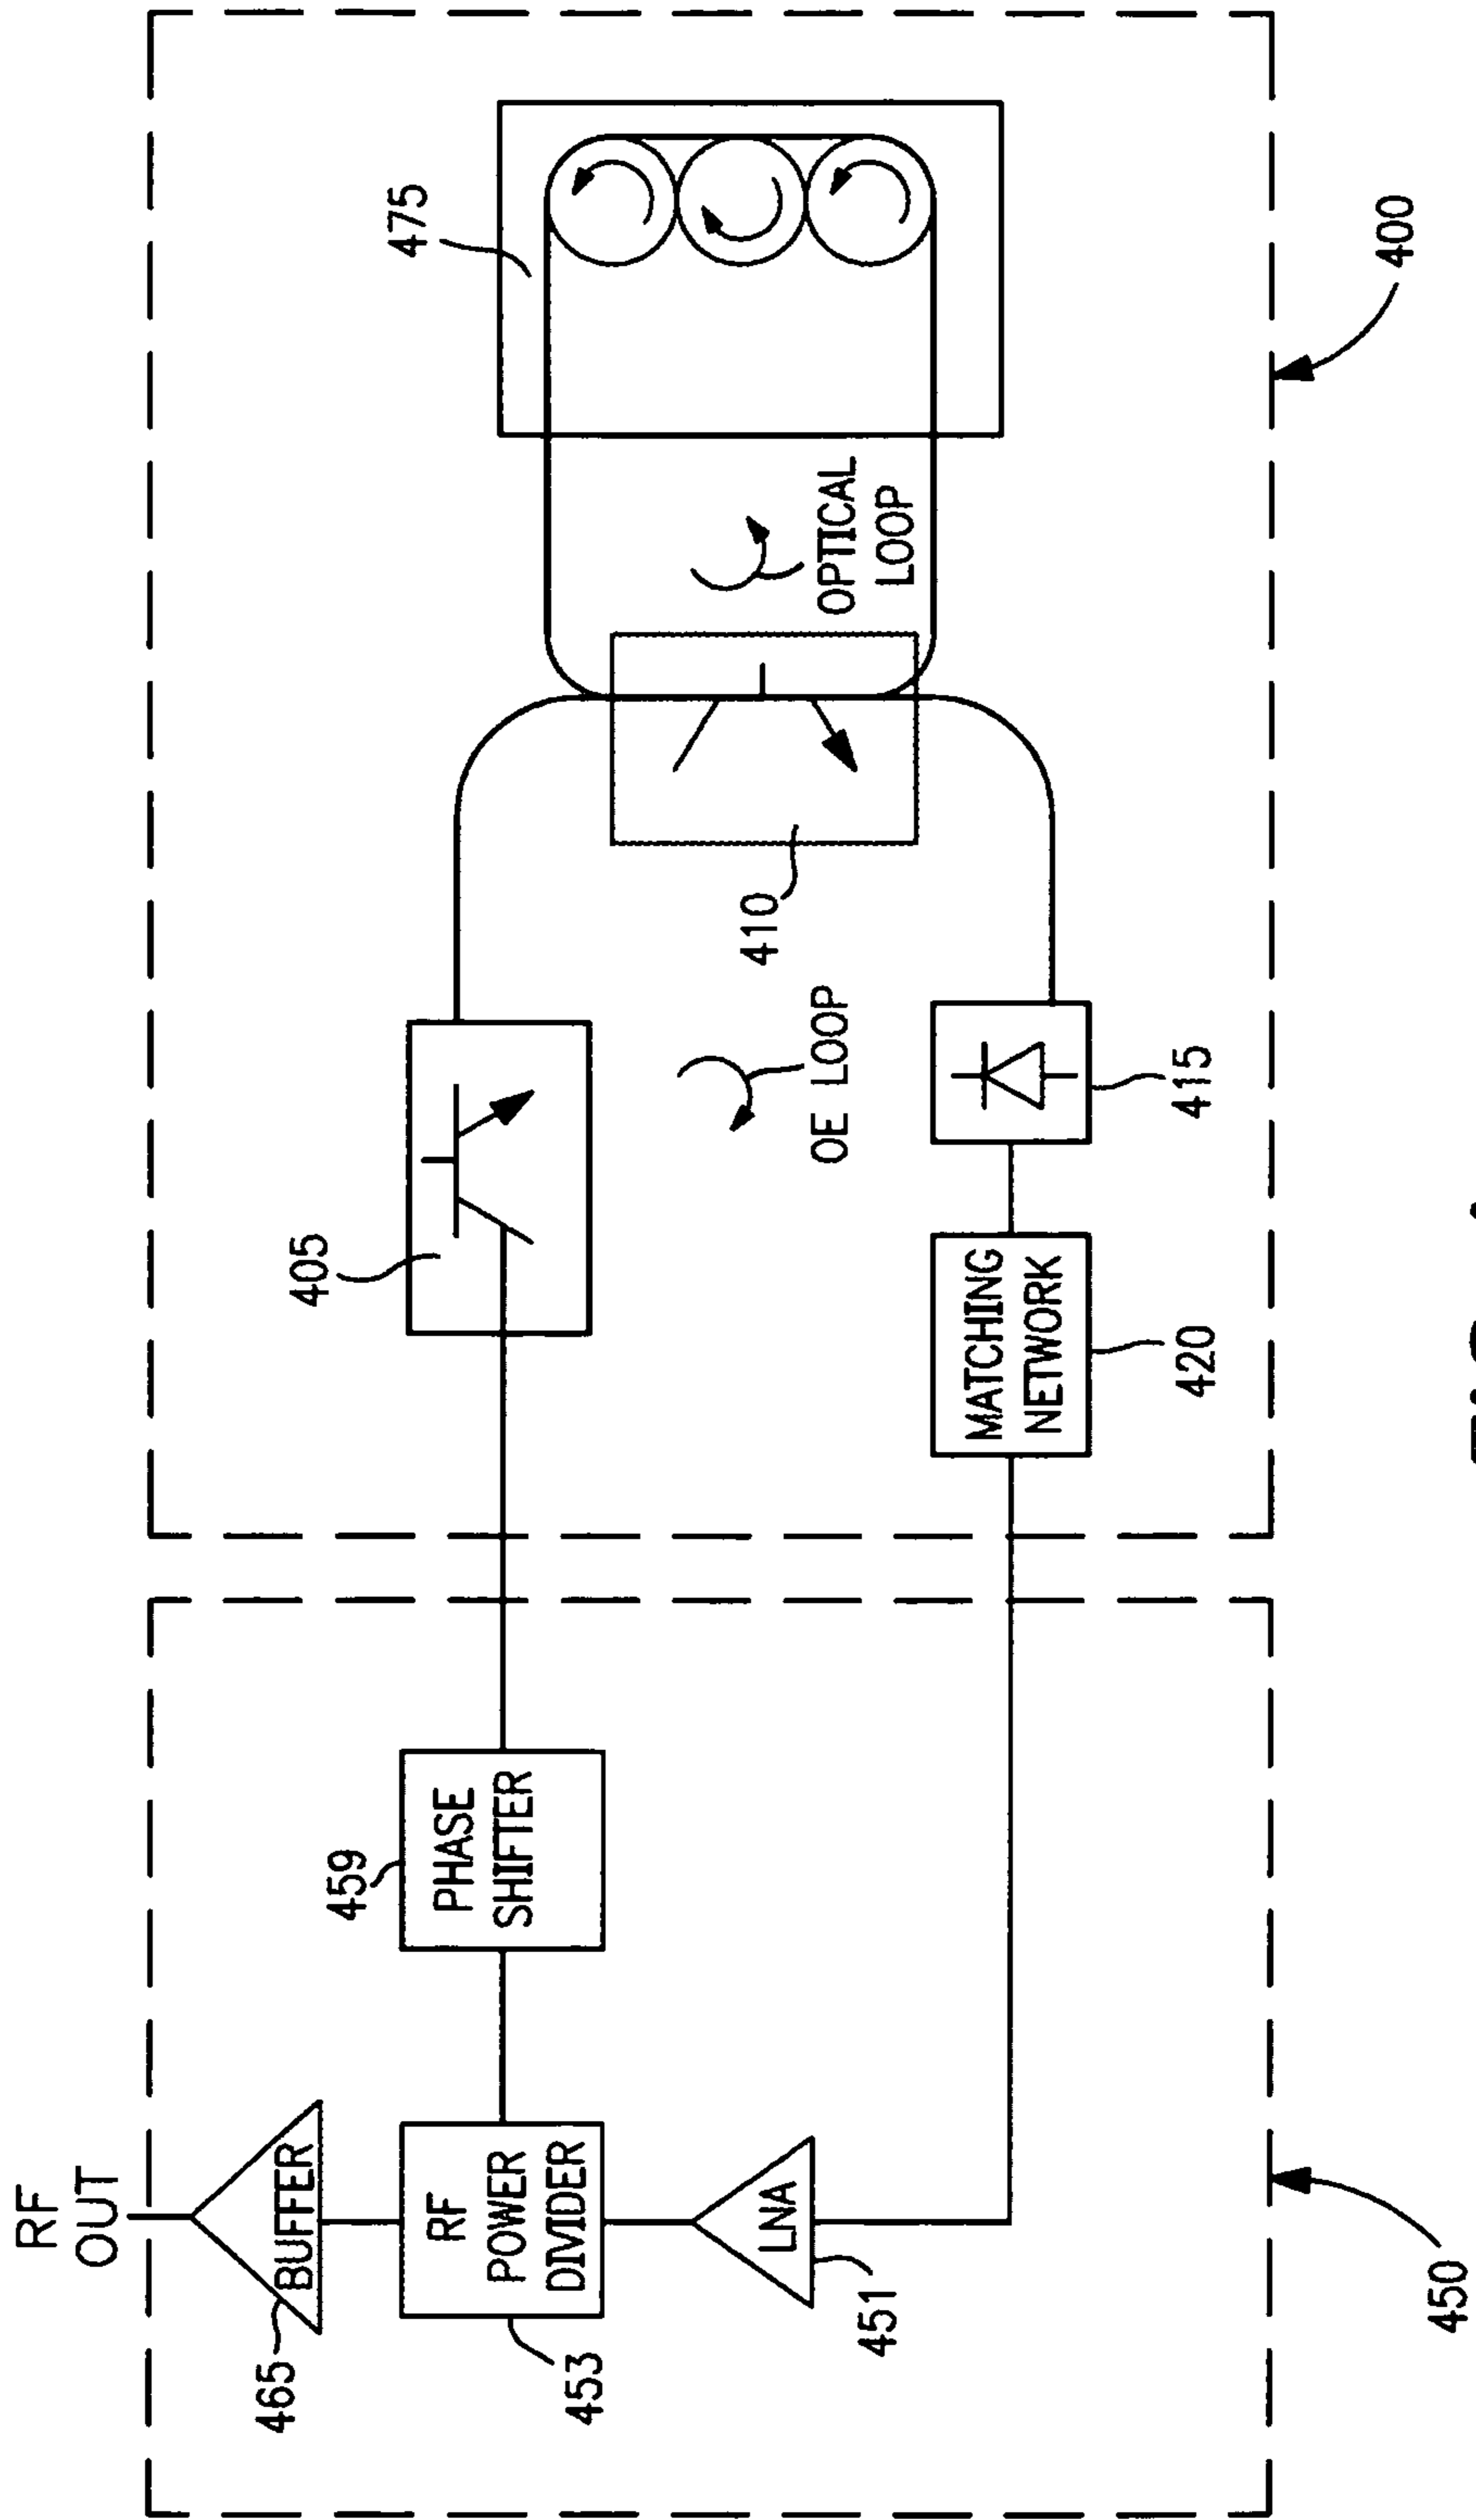 RF
OUT
BUFFER
465
RF
POWER
DIVIDER
453
LNA
451
PHASE
SHIFTER
459
450
405
OE LOOP
410
475
OPTICAL
LOOP
415
MATCHING
NETWORK
420
400